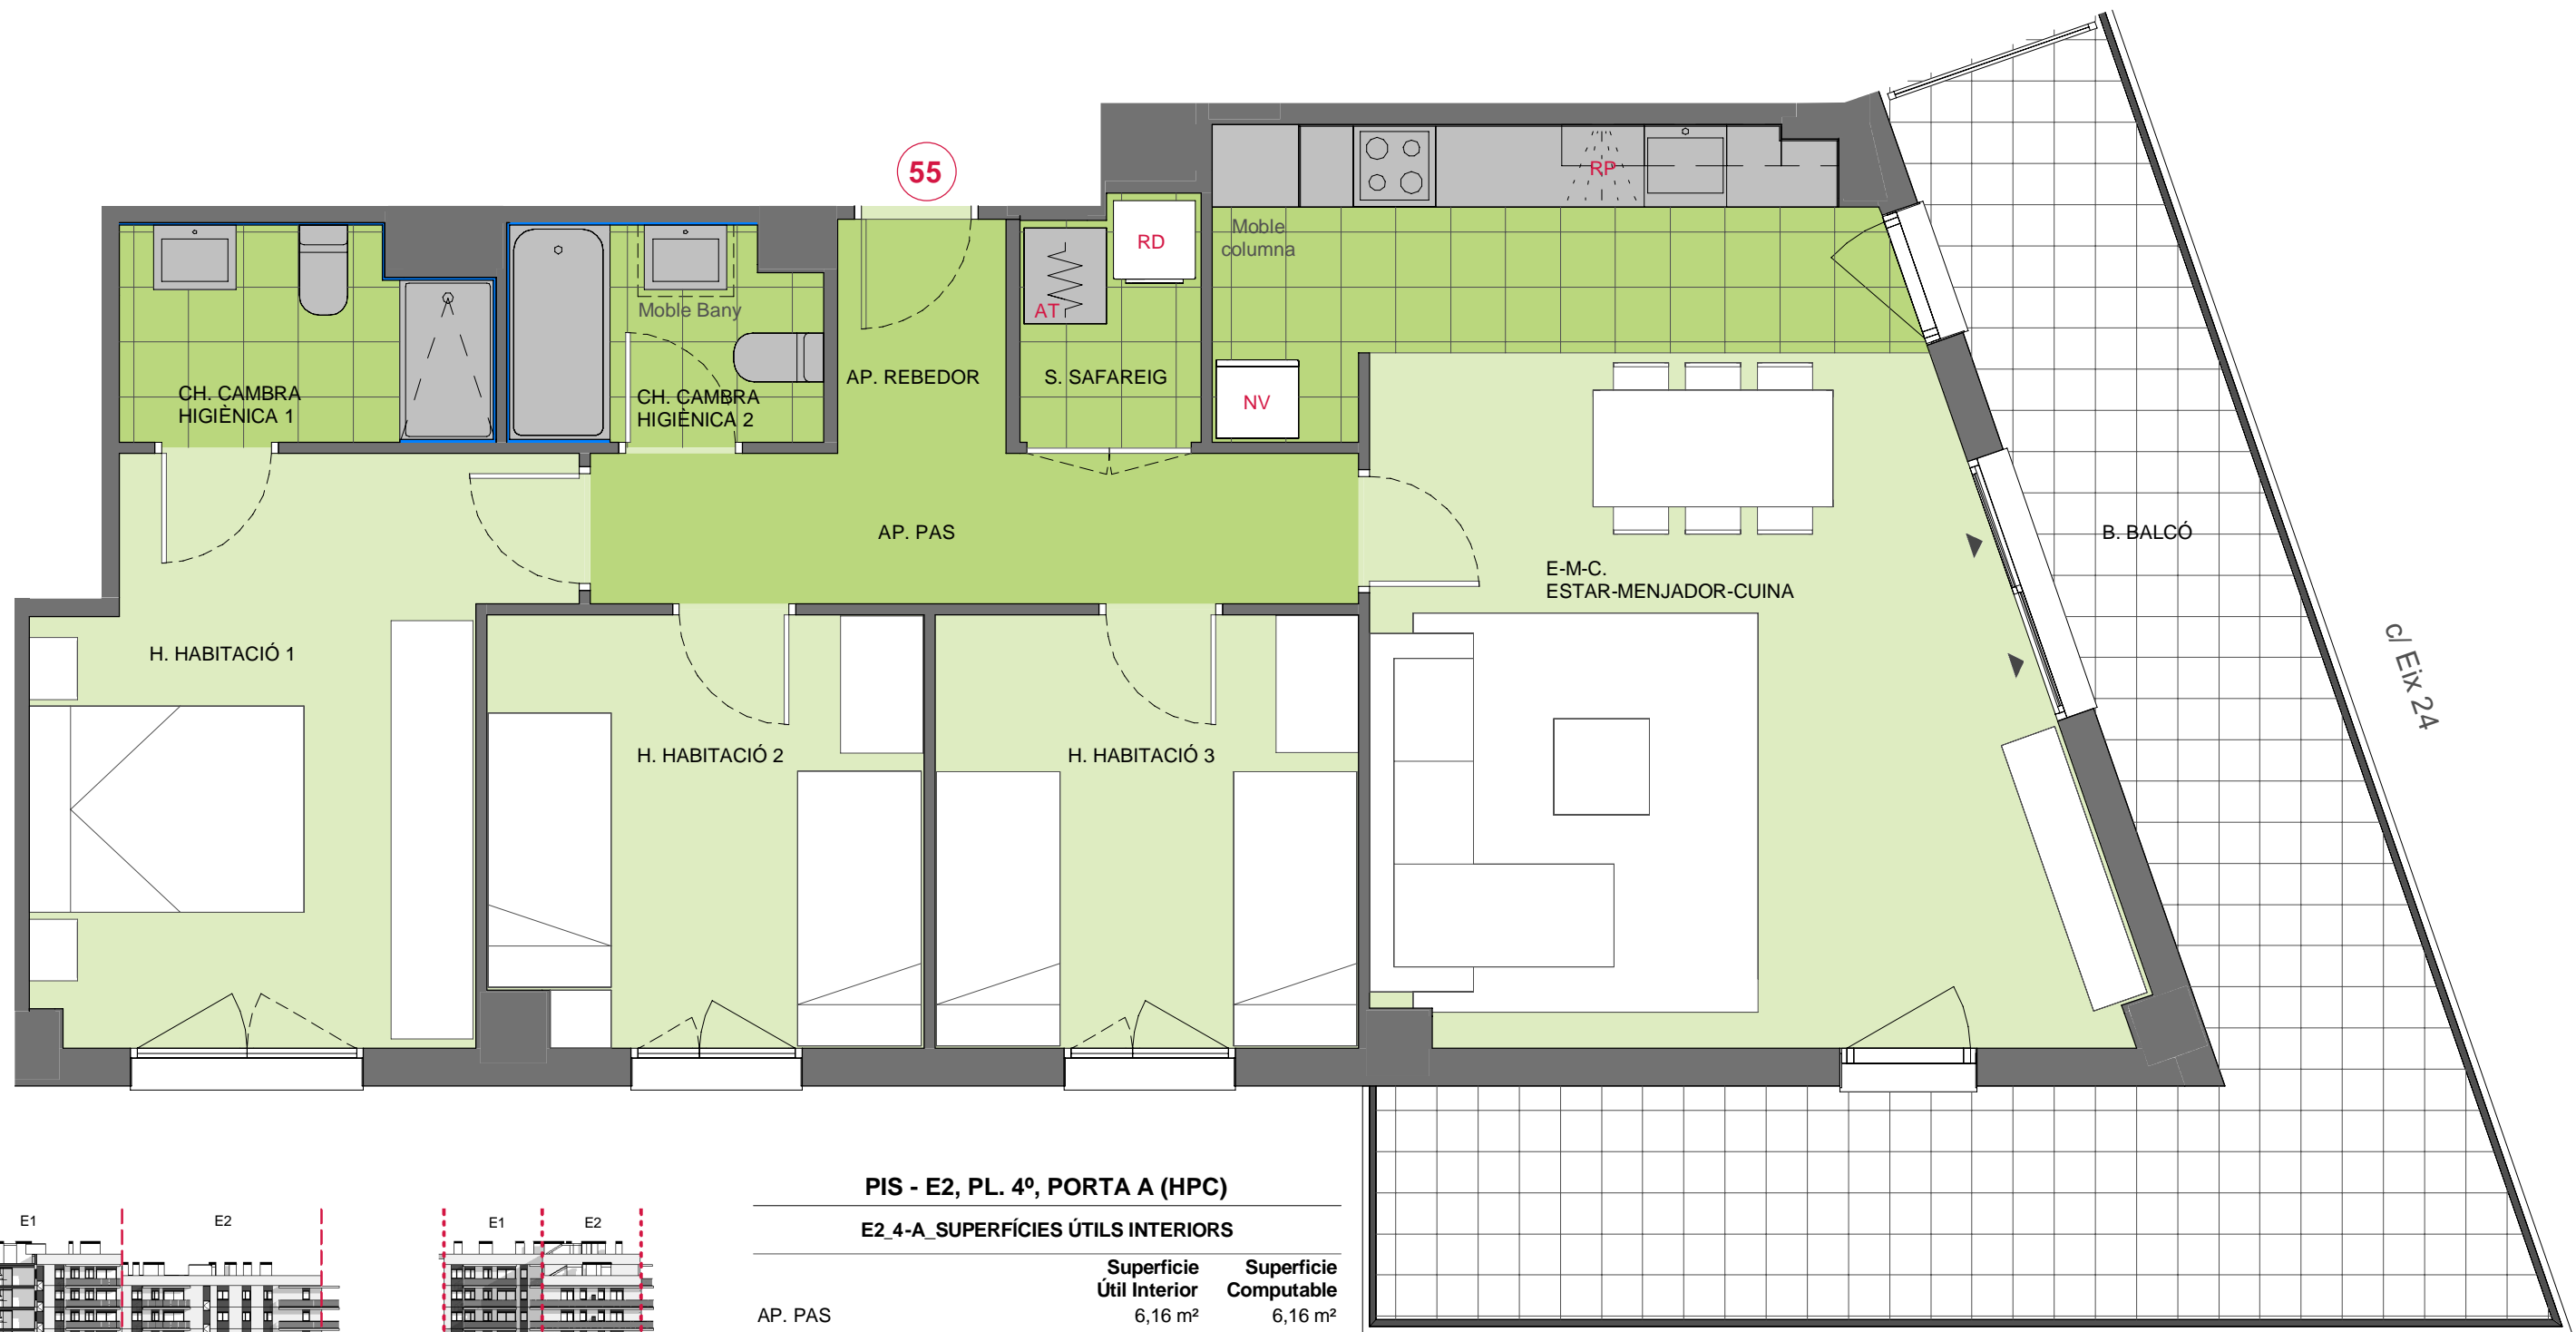 55
RP
Moble
columna
RD
AT
Moble Bany
CH. CAMBRA
HIGIÈNICA 1
CH. CAMBRA
HIGIÈNICA 2
AP. REBEDOR
S. SAFAREIG
NV
AP. PAS
B. BALCÓ
E-M-C.
ESTAR-MENJADOR-CUINA
c/ Eix 24
H. HABITACIÓ 1
H. HABITACIÓ 2
H. HABITACIÓ 3
PIS - E2, PL. 4º, PORTA A (HPC)
E1
E2
E1
E2
E2_4-A_SUPERFÍCIES ÚTILS INTERIORS
Superficie Superficie
Útil Interior Computable
AP. PAS 6,16 m² 6,16 m²